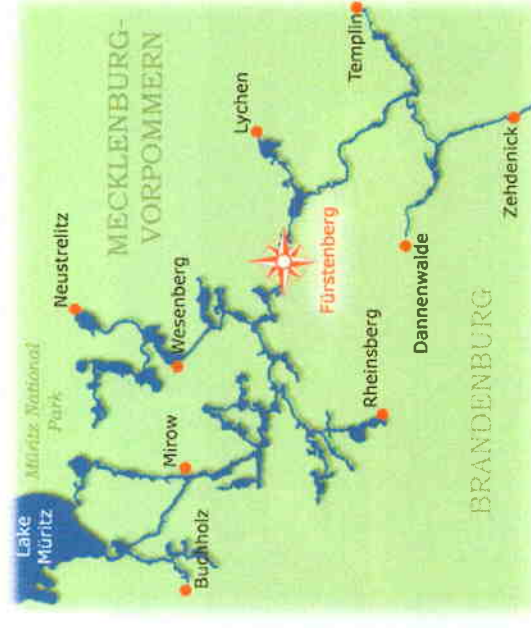 Lake
Müritz
Müritz National
Park
Neustrelitz
MECKLENBURG-
VORPOMMERN
Wesenberg
Mirow
Buchholz
Lychen
Templin
Fürstenberg
Rheinsberg
Dannenwalde
Zehdenick
BRANDENBURG